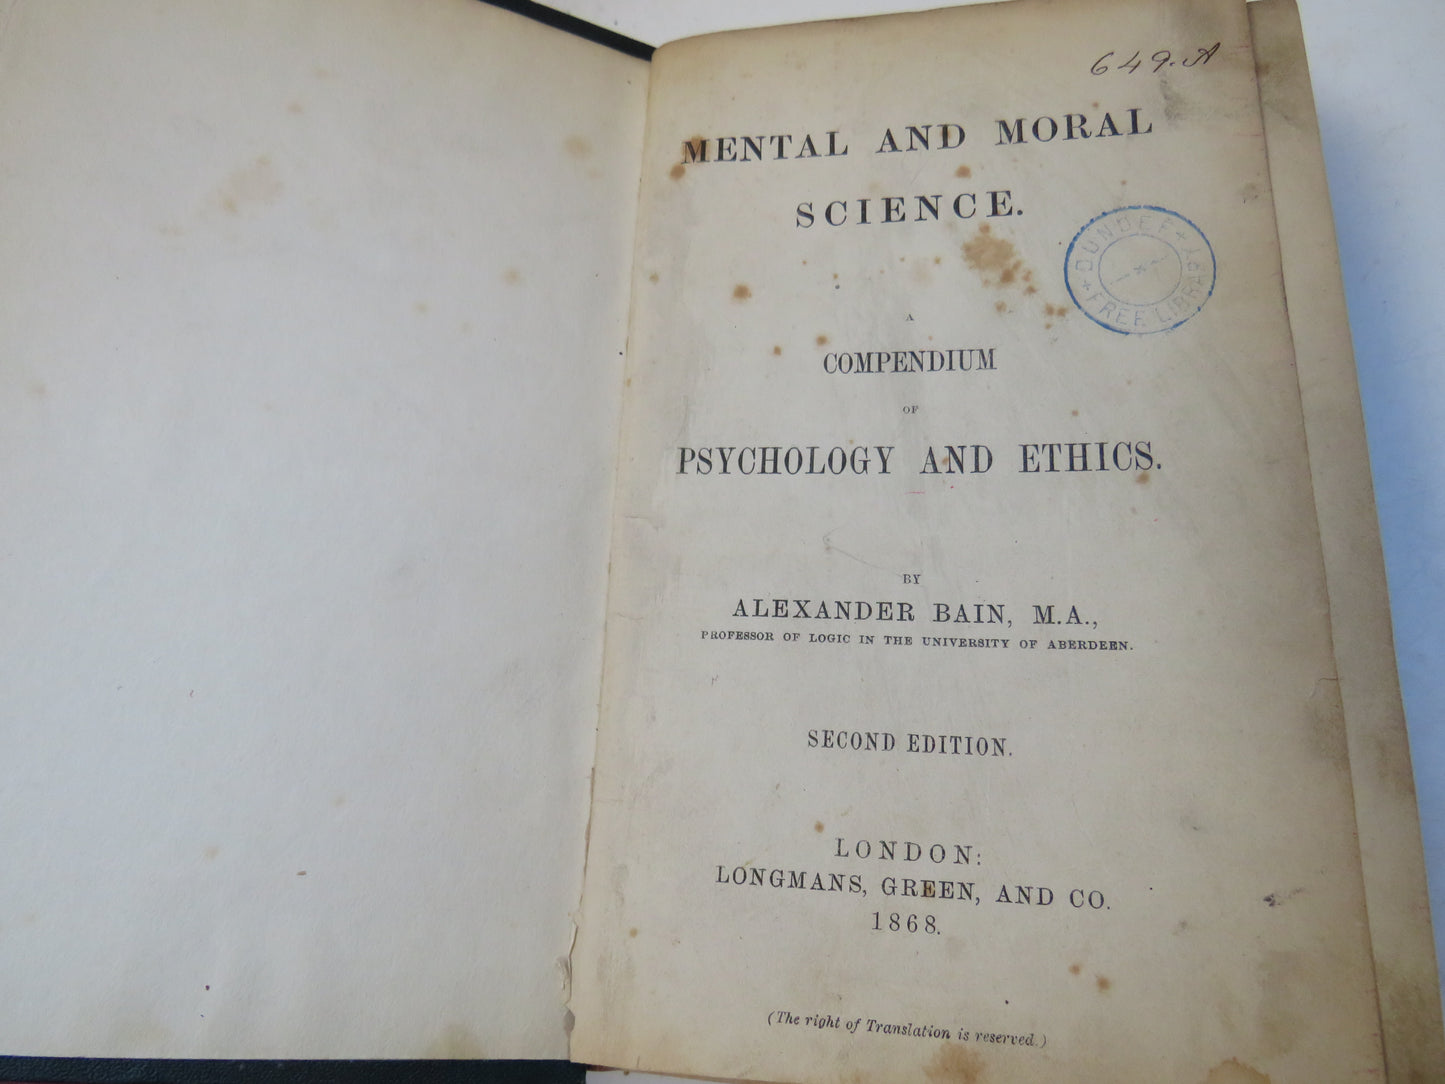 649.A
MENTAL AND MORAL
SCIENCE.
DUNDEE
FREE LIBRARY
A
COMPENDIUM
OF
PSYCHOLOGY AND ETHICS.
BY
ALEXANDER BAIN, M.A.,
PROFESSOR OF LOGIC IN THE UNIVERSITY OF ABERDEEN.
SECOND EDITION.
LONDON:
LONGMANS, GREEN, AND CO.
1868.
(The right of Translation is reserved.)